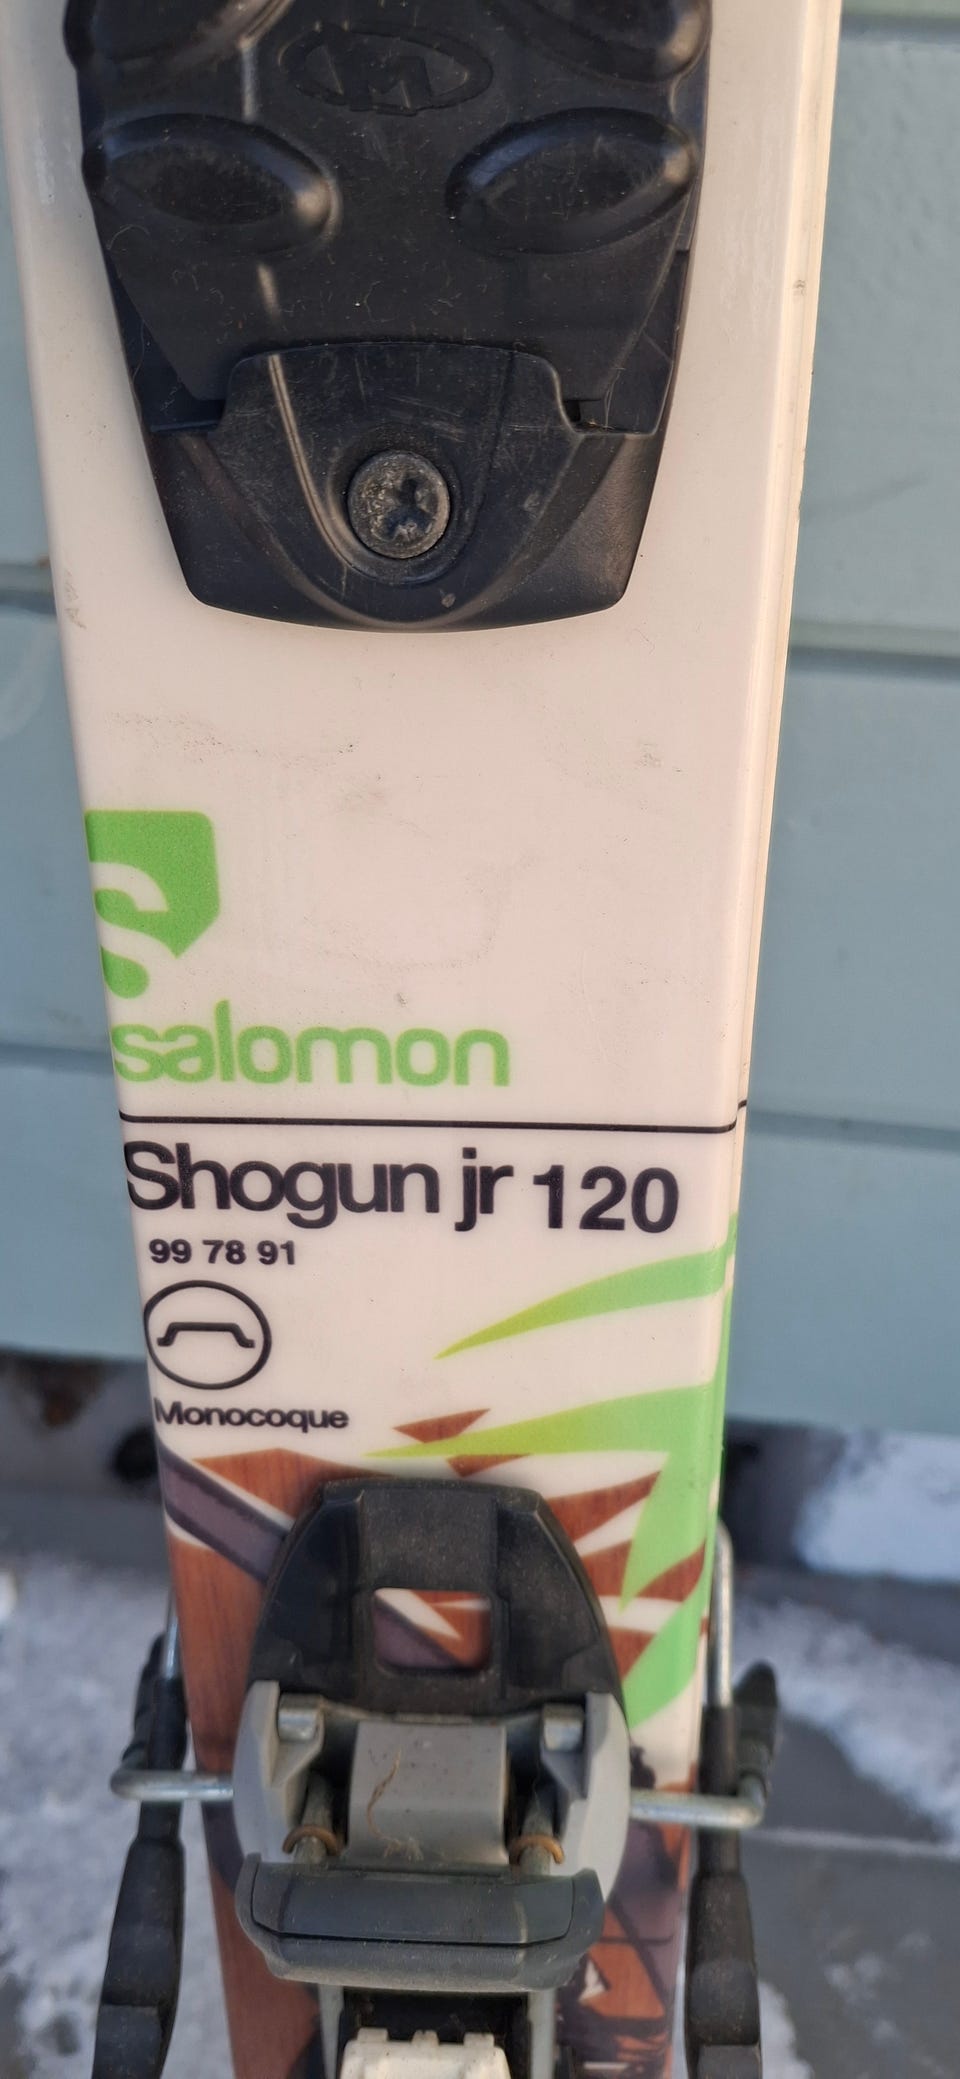 M
S
salomon
Shogun jr 120
99 78 91
Monocoque